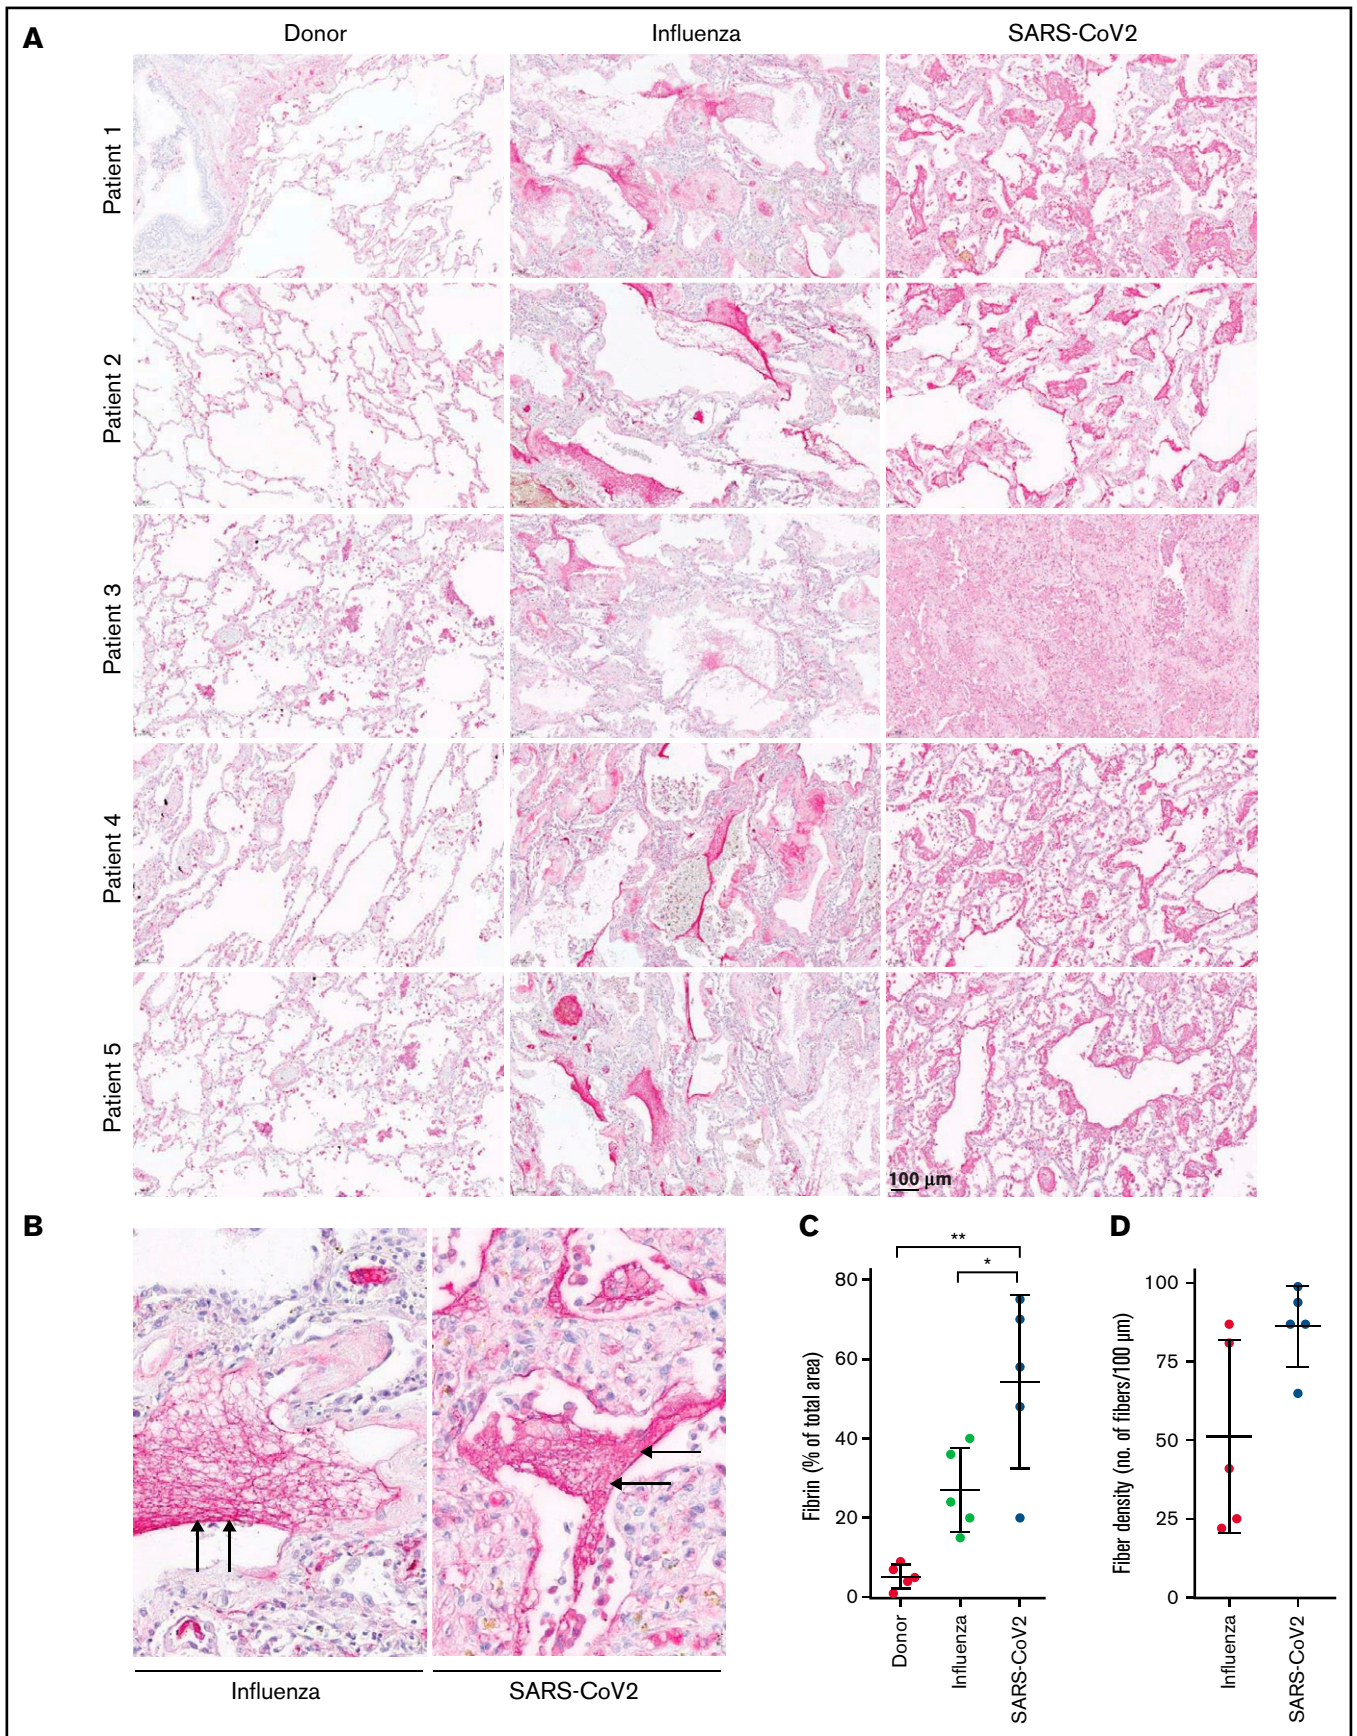 A
Donor
Influenza
SARS-CoV2
Patient 1
Patient 2
Patient 3
Patient 4
Patient 5
100 µm
B
Influenza
SARS-CoV2
C
**
*
Fibrin (% of total area)
80
60
40
20
0
Donor
Influenza
SARS-CoV2
D
Fiber density (no. of fibers/100 µm)
100
75
50
25
0
Influenza
SARS-CoV2